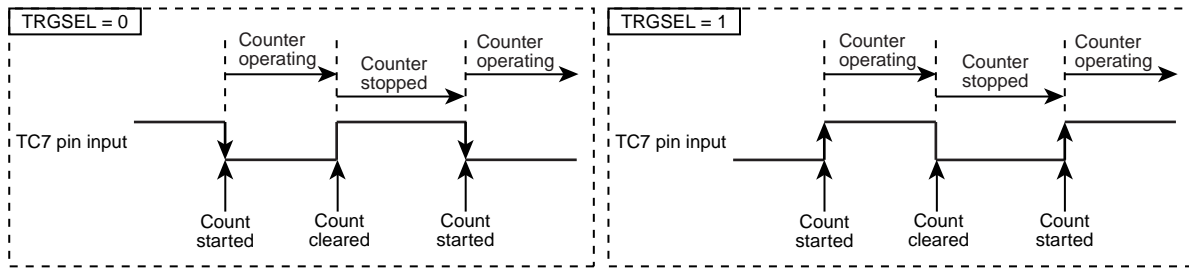 TRGSEL = 0
Counter
operating
Counter
stopped
Counter
operating
TC7 pin input
Count
started
Count
cleared
Count
started
TRGSEL = 1
Counter
operating
Counter
stopped
Counter
operating
TC7 pin input
Count
started
Count
cleared
Count
started